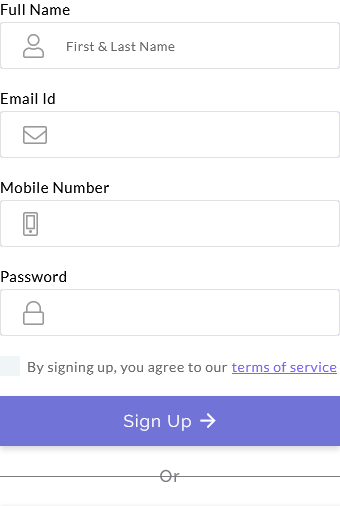 Full Name
First & Last Name
Email Id
Mobile Number
Password
By signing up, you agree to our terms of service
Sign Up →
Or